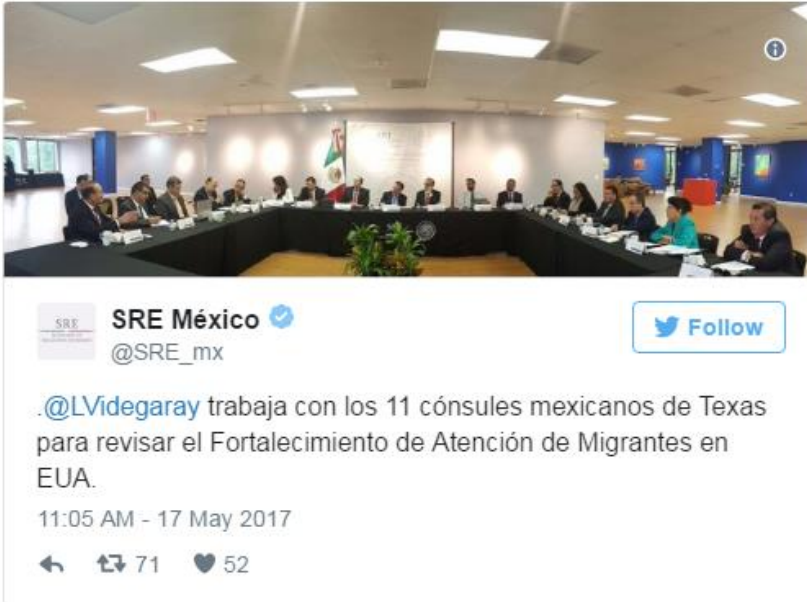 SRE
SRE México
@SRE_mx
Follow
.@LVidegaray trabaja con los 11 cónsules mexicanos de Texas
para revisar el Fortalecimiento de Atención de Migrantes en
EUA.
11:05 AM - 17 May 2017
71
52